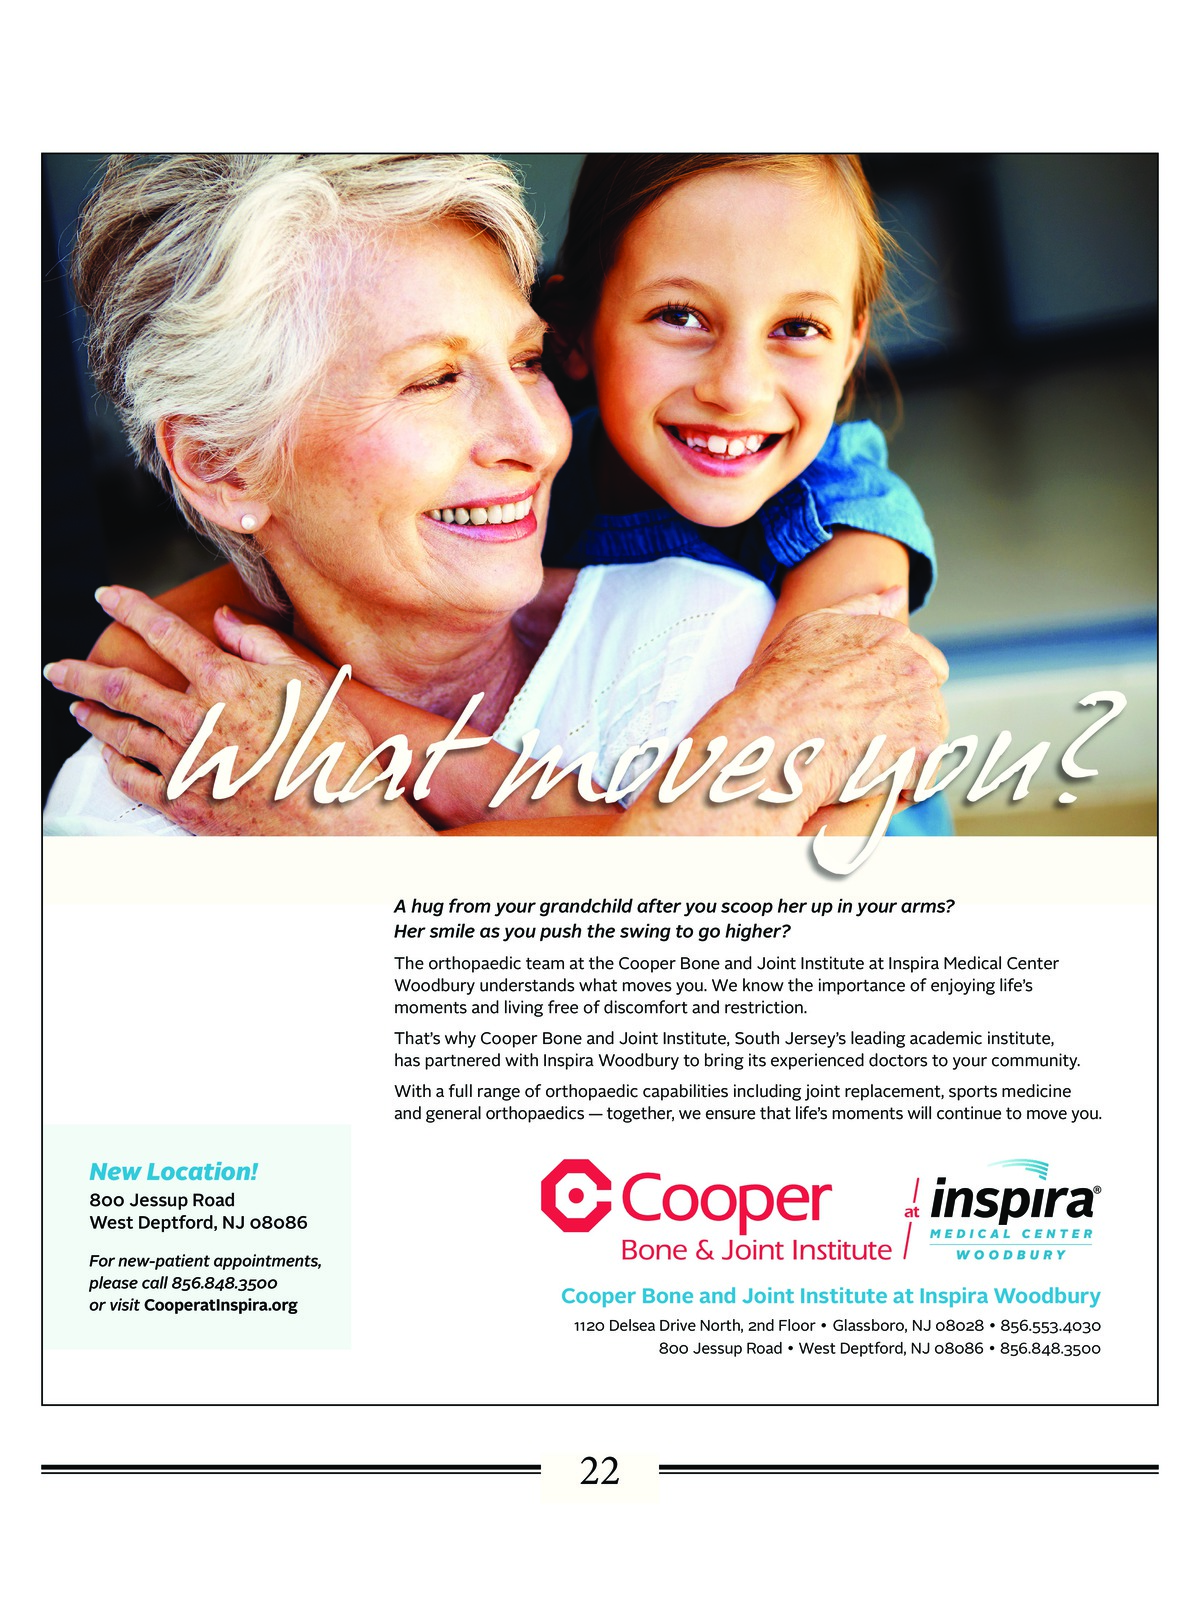 What moves you?
A hug from your grandchild after you scoop her up in your arms?
Her smile as you push the swing to go higher?
The orthopaedic team at the Cooper Bone and Joint Institute at Inspira Medical Center
Woodbury understands what moves you. We know the importance of enjoying life’s
moments and living free of discomfort and restriction.
That’s why Cooper Bone and Joint Institute, South Jersey’s leading academic institute,
has partnered with Inspira Woodbury to bring its experienced doctors to your community.
With a full range of orthopaedic capabilities including joint replacement, sports medicine
and general orthopaedics — together, we ensure that life’s moments will continue to move you.
New Location!
800 Jessup Road
West Deptford, NJ 08086
For new-patient appointments,
please call 856.848.3500
or visit CooperatInspira.org
Cooper
Bone & Joint Institute
at
inspira®
MEDICAL CENTER
WOODBURY
Cooper Bone and Joint Institute at Inspira Woodbury
1120 Delsea Drive North, 2nd Floor • Glassboro, NJ 08028 • 856.553.4030
800 Jessup Road • West Deptford, NJ 08086 • 856.848.3500
22